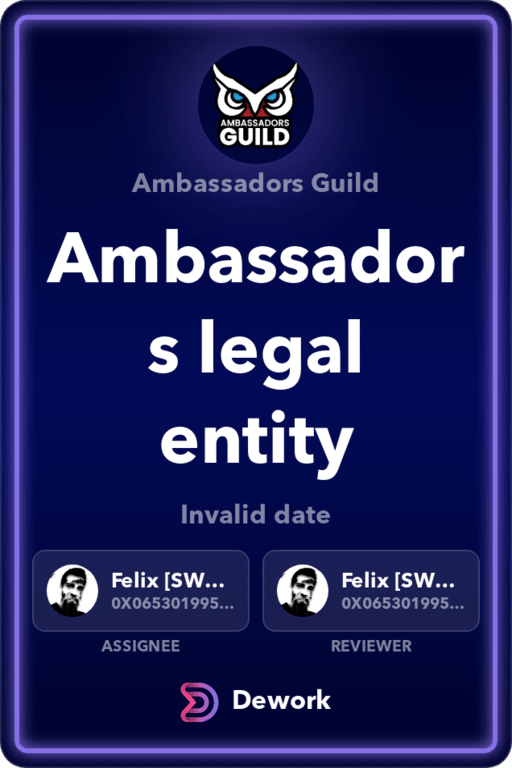 AMBASSADORS
GUILD
Ambassadors Guild
Ambassador
s legal
entity
Invalid date
Felix [SW...
0X065301995...
ASSIGNEE
Felix [SW...
0X065301995...
REVIEWER
Dework